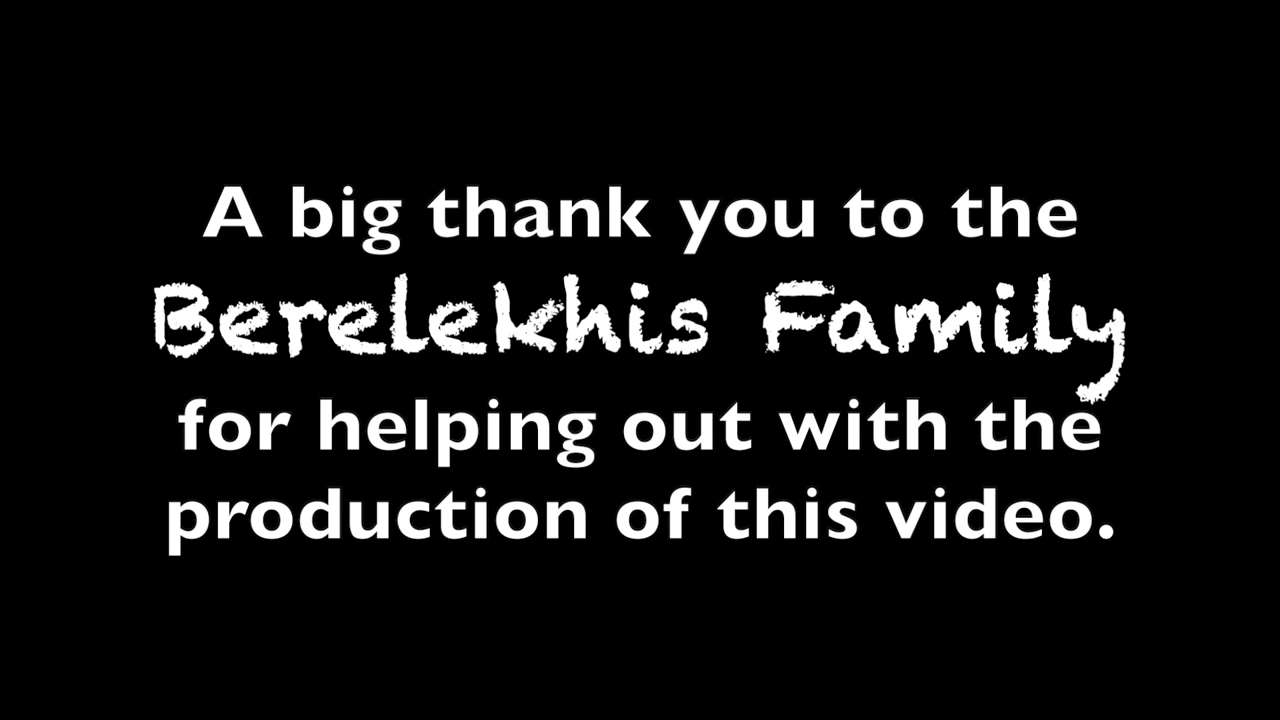 A big thank you to the
Berelekhis Family
for helping out with the
production of this video.